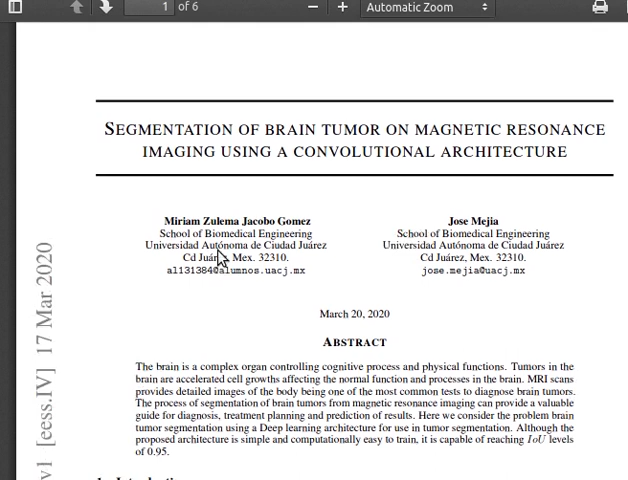 1 of 6
Automatic Zoom
SEGMENTATION OF BRAIN TUMOR ON MAGNETIC RESONANCE
IMAGING USING A CONVOLUTIONAL ARCHITECTURE
Miriam Zulema Jacobo Gomez
School of Biomedical Engineering
Universidad Autónoma de Ciudad Juárez
Cd Juárez, Mex. 32310.
al131384@alumnos.uacj.mx
Jose Mejia
School of Biomedical Engineering
Universidad Autónoma de Ciudad Juárez
Cd Juárez, Mex. 32310.
jose.mejia@uacj.mx
March 20, 2020
ABSTRACT
The brain is a complex organ controlling cognitive process and physical functions. Tumors in the
brain are accelerated cell growths affecting the normal function and processes in the brain. MRI scans
provides detailed images of the body being one of the most common tests to diagnose brain tumors.
The process of segmentation of brain tumors from magnetic resonance imaging can provide a valuable
guide for diagnosis, treatment planning and prediction of results. Here we consider the problem brain
tumor segmentation using a Deep learning architecture for use in tumor segmentation. Although the
proposed architecture is simple and computationally easy to train, it is capable of reaching IoU levels
of 0.95.
v1 [eess.IV] 17 Mar 2020